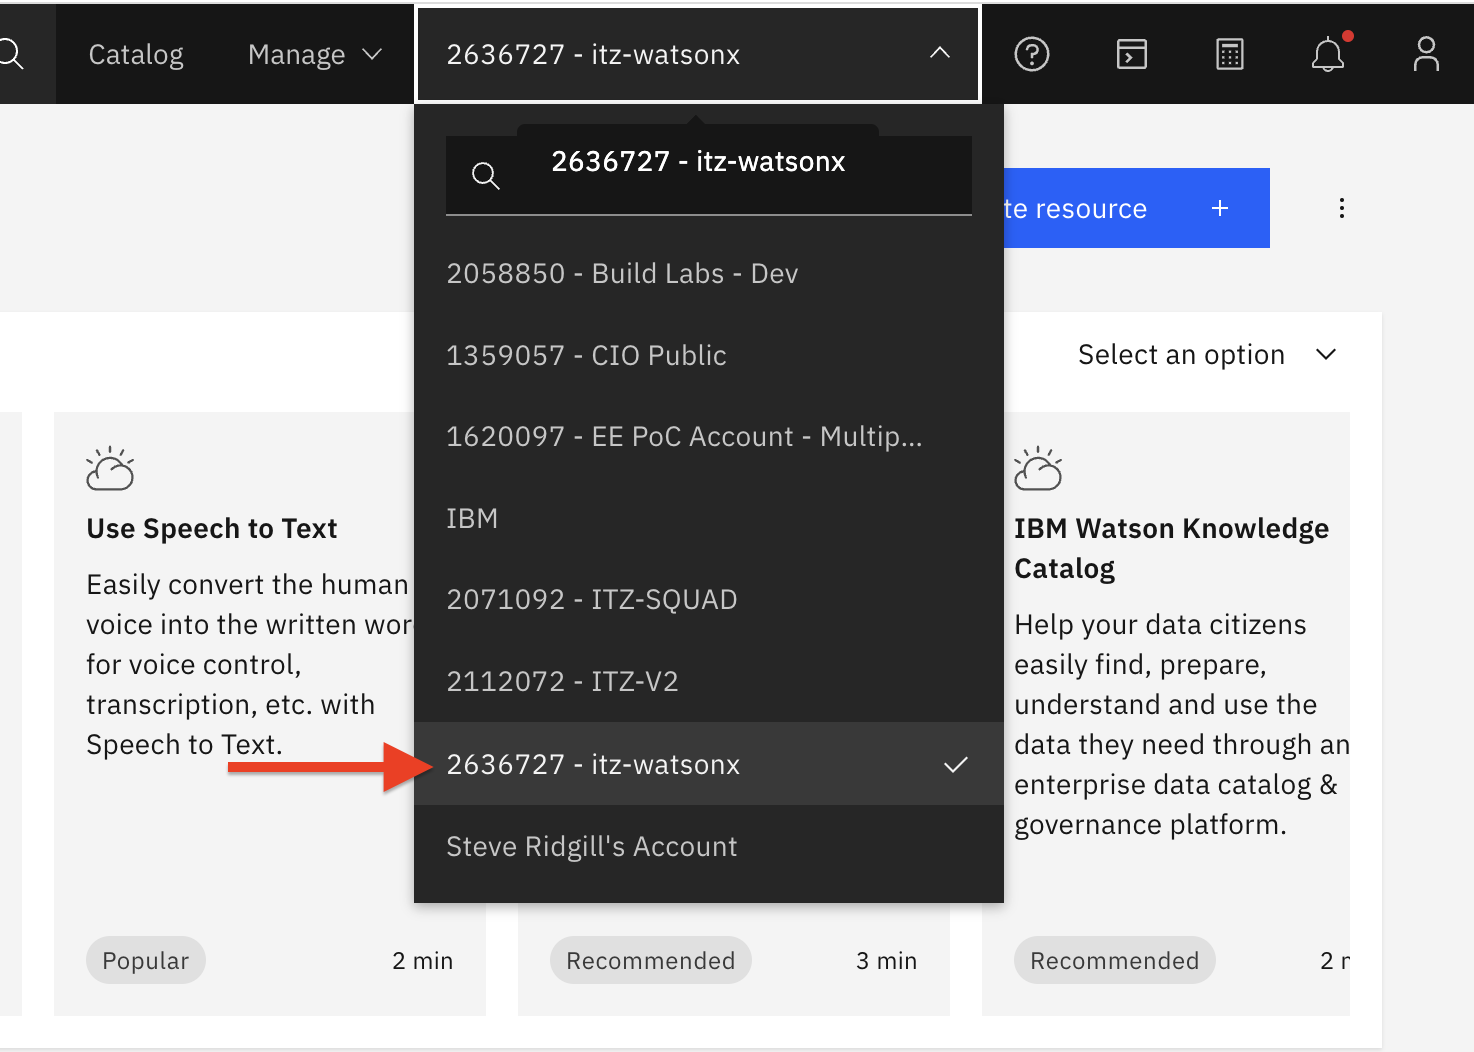 Catalog
Manage
2636727 - itz-watsonx
2636727 - itz-watsonx
te resource
2058850 - Build Labs - Dev
1359057 - CIO Public
1620097 - EE PoC Account - Multip...
IBM
2071092 - ITZ-SQUAD
2112072 - ITZ-V2
2636727 - itz-watsonx
Steve Ridgill's Account
Select an option
Use Speech to Text
Easily convert the human
voice into the written wor
for voice control,
transcription, etc. with
Speech to Text.
Popular
2 min
Recommended
3 min
IBM Watson Knowledge
Catalog
Help your data citizens
easily find, prepare,
understand and use the
data they need through an
enterprise data catalog &
governance platform.
Recommended
2 m